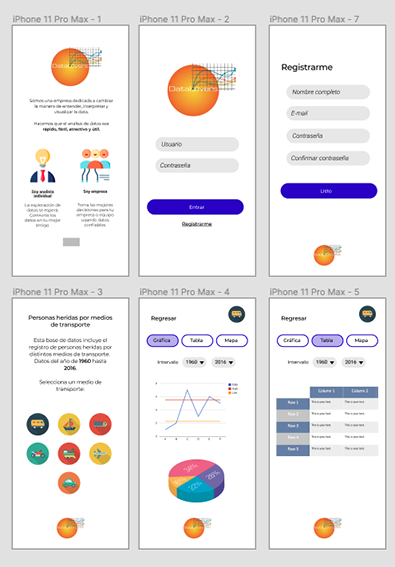 iPhone 11 Pro Max - 1
DataLovers
Somos una empresa dedicada a cambiar
la manera de entender, interpretar y
visualizar la data.
Hacemos que el análisis de datos sea
rápido, fácil, atractivo y útil.
Soy analista
individual
La exploración de
datos sí mejora.
Convierte los
datos en tu mejor
amigo.
Soy empresa
Toma las mejores
decisiones para tu
empresa o equipo
usando datos
confiables.
iPhone 11 Pro Max - 2
DataLovers
Usuario
Contraseña
Entrar
Registrarme
iPhone 11 Pro Max - 7
Registrarme
Nombre completo
E-mail
Contraseña
Confirmar contraseña
Listo
iPhone 11 Pro Max - 3
Personas heridas por medios
de transporte
Esta base de datos incluye el
registro de personas heridas por
distintos medios de transporte.
Datos del año de 1960 hasta
2016.
Selecciona un medio de
transporte:
iPhone 11 Pro Max - 4
Regresar
Gráfica
Tabla
Mapa
Intervalo
1960
2016
iPhone 11 Pro Max - 5
Regresar
Gráfica
Tabla
Mapa
Intervalo
1960
2016
Column 1
Column 2
Row 1
This is your text
This is your text
Row 2
This is your text
This is your text
Row 3
This is your text
This is your text
Row 4
This is your text
This is your text
Row 5
This is your text
This is your text